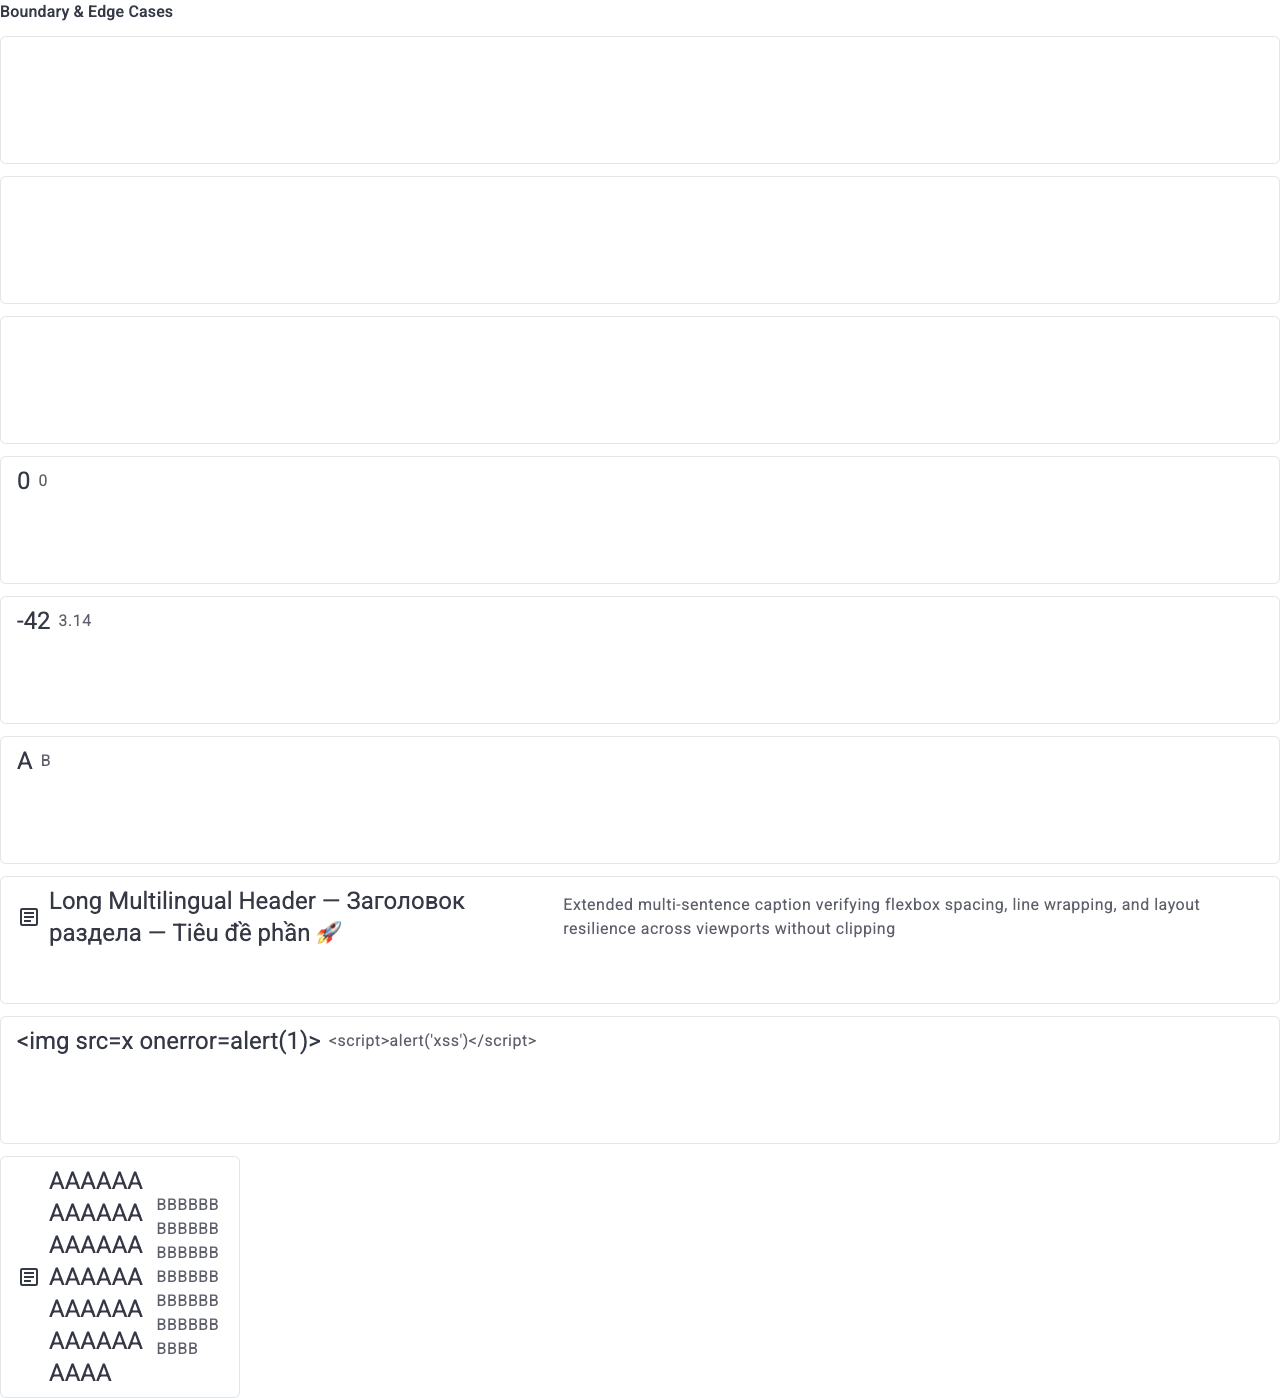 Boundary & Edge Cases
0 0
-42 3.14
A B
Long Multilingual Header — Заголовок
раздела — Tiêu đề phần 🚀
Extended multi-sentence caption verifying flexbox spacing, line wrapping, and layout
resilience across viewports without clipping
<img src=x onerror=alert(1)> <script>alert('xss')</script>
AAAAAA
AAAAAA
AAAAAA
AAAAAA
AAAAAA
AAAAAA
AAAA
BBBBBB
BBBBBB
BBBBBB
BBBBBB
BBBBBB
BBBBBB
BBBB